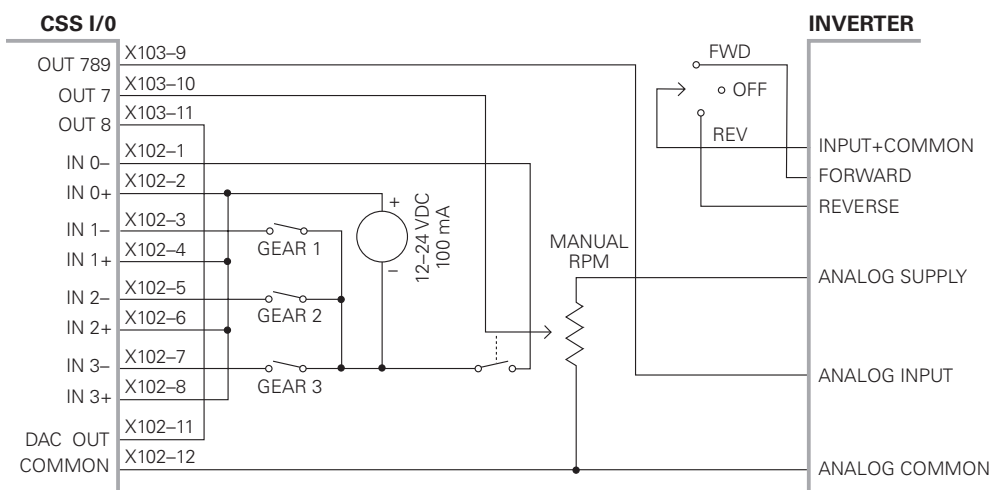 CSS I/0
INVERTER
OUT 789
X103–9
OUT 7
X103–10
OUT 8
X103–11
IN 0–
X102–1
IN 0+
X102–2
IN 1–
X102–3
IN 1+
X102–4
IN 2–
X102–5
IN 2+
X102–6
IN 3–
X102–7
IN 3+
X102–8
DAC OUT
X102–11
COMMON
X102–12
GEAR 1
GEAR 2
GEAR 3
+
–
12–24 VDC
100 mA
MANUAL
RPM
FWD
OFF
REV
INPUT+COMMON
FORWARD
REVERSE
ANALOG SUPPLY
ANALOG INPUT
ANALOG COMMON